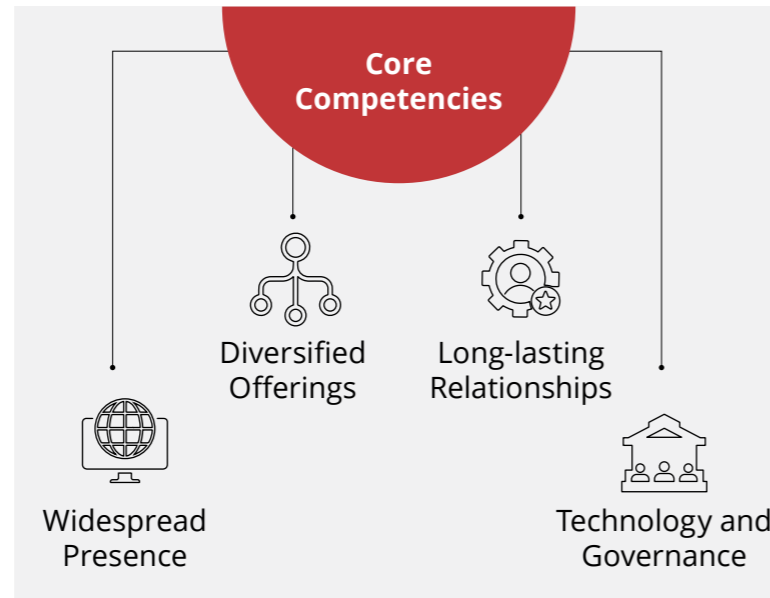 Core
Competencies
Diversified
Offerings
Long-lasting
Relationships
Widespread
Presence
Technology and
Governance